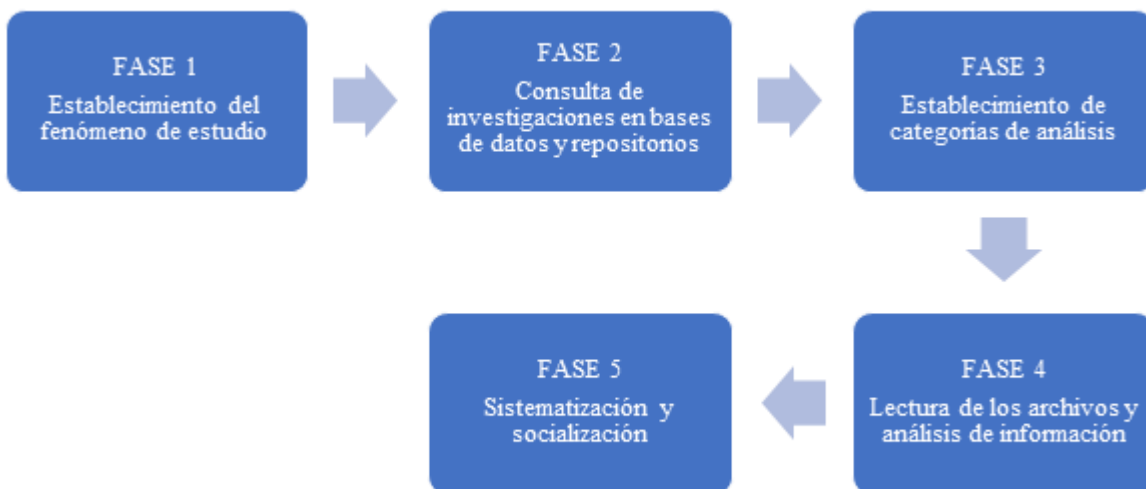 FASE 1
Establecimiento del
fenómeno de estudio
FASE 2
Consulta de
investigaciones en bases
de datos y repositorios
FASE 3
Establecimiento de
categorías de análisis
FASE 4
Lectura de los archivos y
análisis de información
FASE 5
Sistematización y
socialización